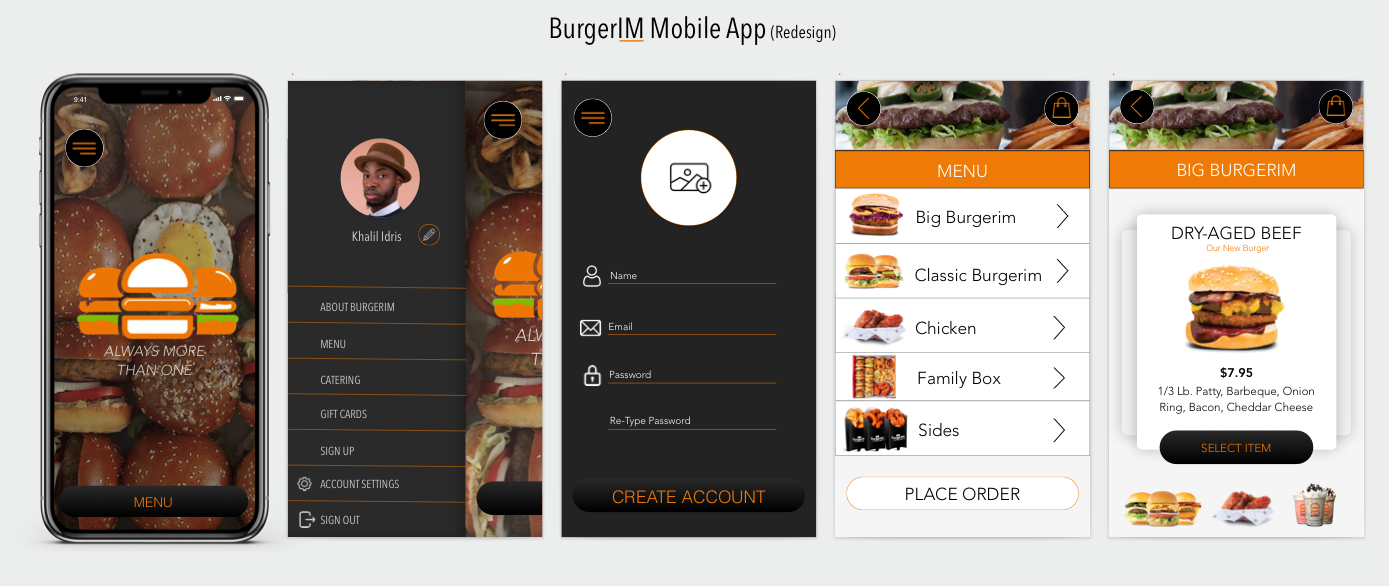 BurgerIM Mobile App (Redesign)
9:41
ALWAYS MORE
THAN ONE
MENU
Khalil Idris
ABOUT BURGERIM
MENU
CATERING
GIFT CARDS
SIGN UP
ACCOUNT SETTINGS
SIGN OUT
ALW
T
Name
Email
Password
Re-Type Password
CREATE ACCOUNT
MENU
Big Burgerim
Classic Burgerim
Chicken
Family Box
Sides
PLACE ORDER
BIG BURGERIM
DRY-AGED BEEF
Our New Burger
$7.95
1/3 Lb. Patty, Barbeque, Onion
Ring, Bacon, Cheddar Cheese
SELECT ITEM